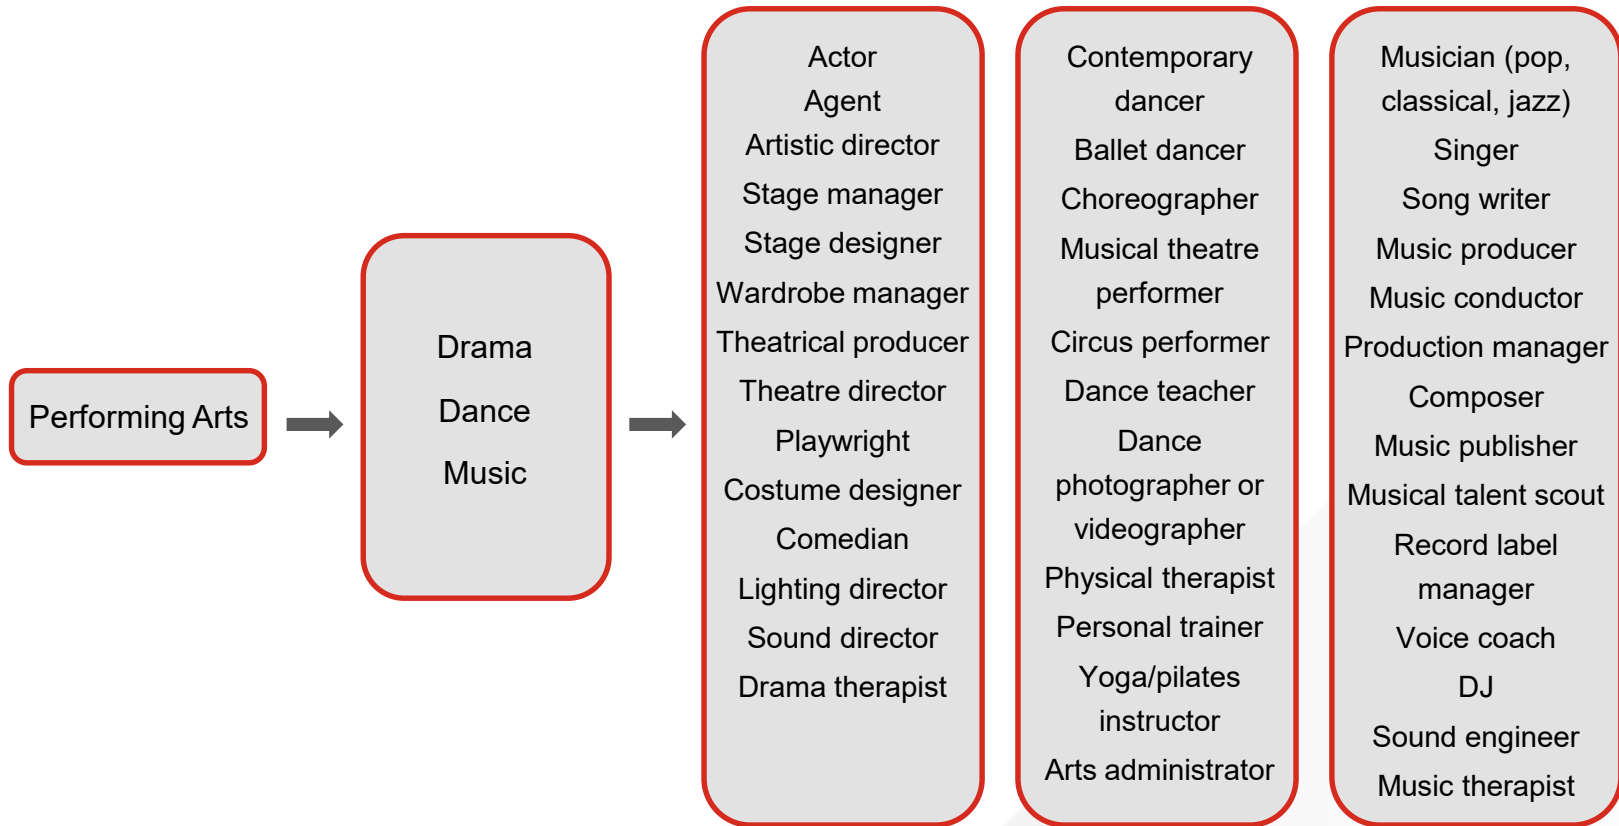 Performing Arts
Drama
Dance
Music
Actor
Agent
Artistic director
Stage manager
Stage designer
Wardrobe manager
Theatrical producer
Theatre director
Playwright
Costume designer
Comedian
Lighting director
Sound director
Drama therapist
Contemporary
dancer
Ballet dancer
Choreographer
Musical theatre
performer
Circus performer
Dance teacher
Dance
photographer or
videographer
Physical therapist
Personal trainer
Yoga/pilates
instructor
Arts administrator
Musician (pop,
classical, jazz)
Singer
Song writer
Music producer
Music conductor
Production manager
Composer
Music publisher
Musical talent scout
Record label
manager
Voice coach
DJ
Sound engineer
Music therapist